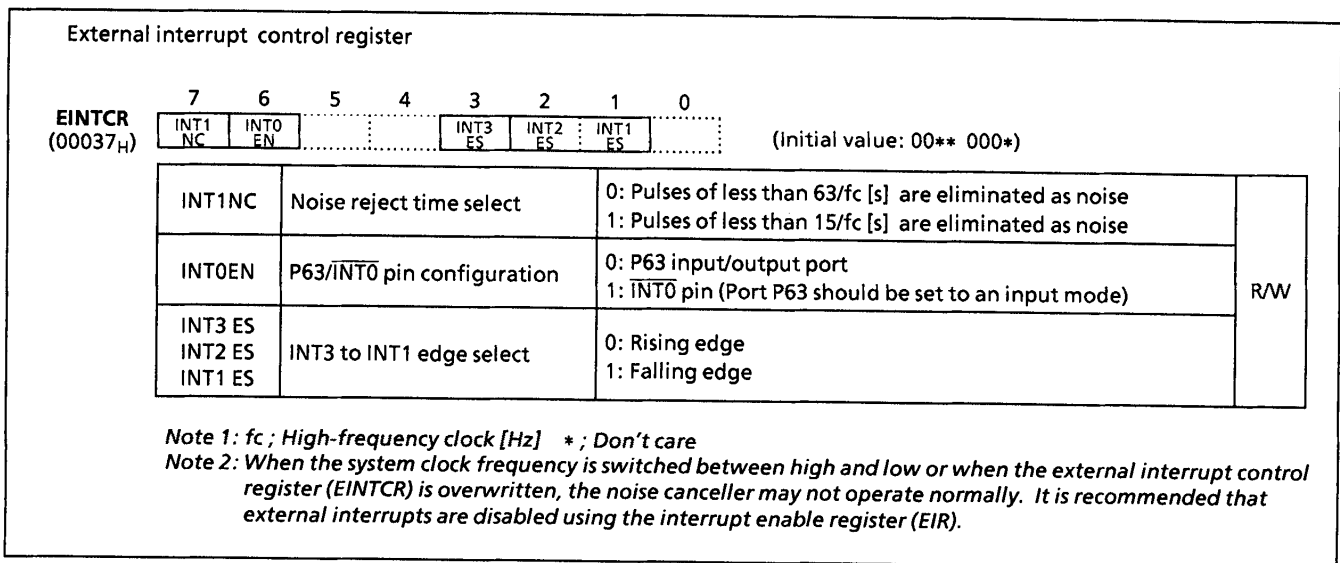 External interrupt control register
7 6 5 4 3 2 1 0
EINTCR
(00037H)
INT1 NC
INT0 EN
INT3 ES
INT2 ES
INT1 ES
(initial value: 00** 000*)
INT1NC
Noise reject time select
0: Pulses of less than 63/fc [s] are eliminated as noise
1: Pulses of less than 15/fc [s] are eliminated as noise
INT0EN
P63/INT0 pin configuration
0: P63 input/output port
1: INT0 pin (Port P63 should be set to an input mode)
R/W
INT3 ES
INT2 ES
INT1 ES
INT3 to INT1 edge select
0: Rising edge
1: Falling edge
Note 1: fc ; High-frequency clock [Hz] * ; Don't care
Note 2: When the system clock frequency is switched between high and low or when the external interrupt control
register (EINTCR) is overwritten, the noise canceller may not operate normally. It is recommended that
external interrupts are disabled using the interrupt enable register (EIR).